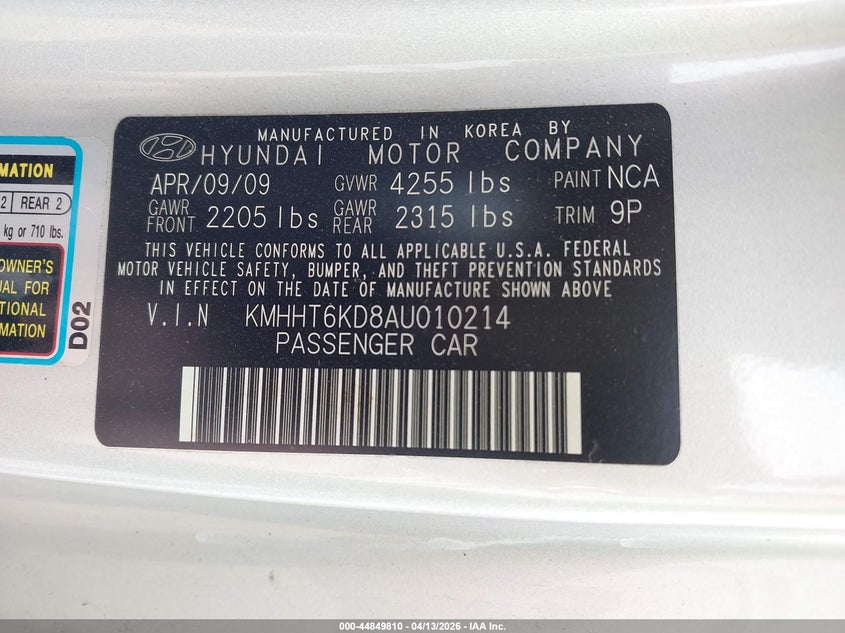 MATION
2 REAR 2
kg or 710 lbs.
OWNER'S
UAL FOR
TIONAL
MATION
D02
MANUFACTURED IN KOREA BY
HYUNDAI MOTOR COMPANY
APR/09/09 GVWR 4255 lbs PAINT NCA
GAWR FRONT 2205 lbs GAWR REAR 2315 lbs TRIM 9P
THIS VEHICLE CONFORMS TO ALL APPLICABLE U.S.A. FEDERAL
MOTOR VEHICLE SAFETY, BUMPER, AND THEFT PREVENTION STANDARDS
IN EFFECT ON THE DATE OF MANUFACTURE SHOWN ABOVE
V.I.N KMHHT6KD8AU010214
PASSENGER CAR
000-44849810 | 04/13/2026 | IAA Inc.